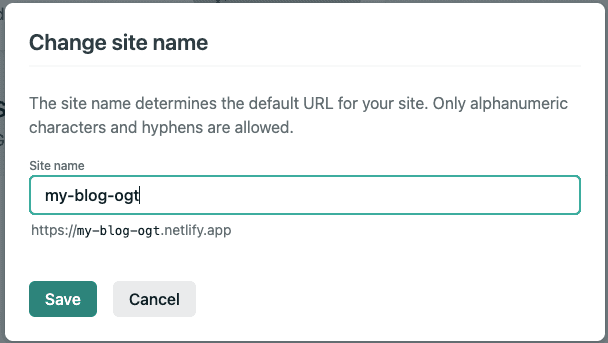 Change site name
The site name determines the default URL for your site. Only alphanumeric
characters and hyphens are allowed.
Site name
my-blog-ogt
https://my-blog-ogt.netlify.app
Save
Cancel